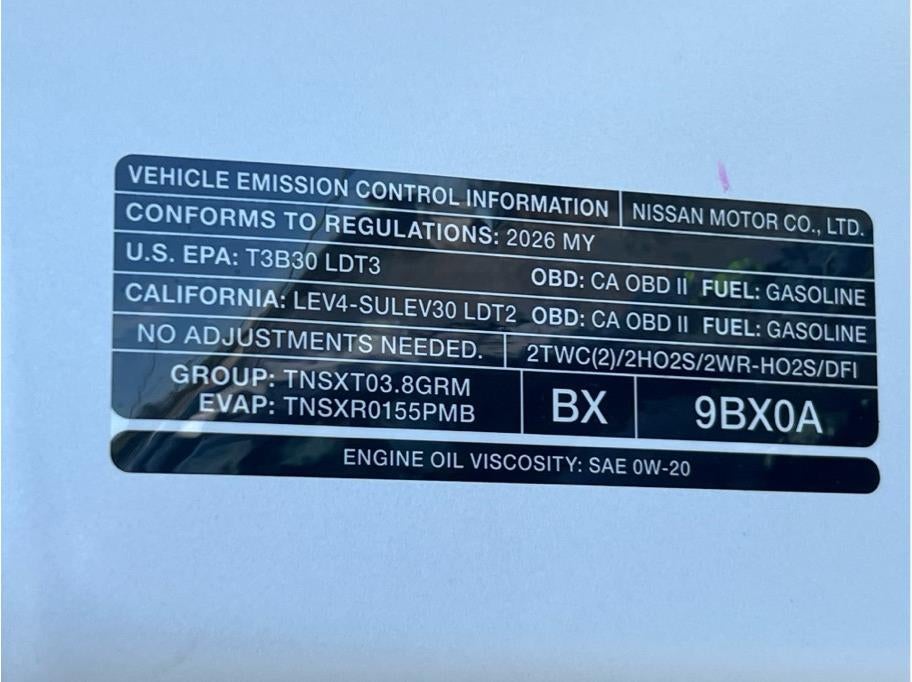 VEHICLE EMISSION CONTROL INFORMATION NISSAN MOTOR CO., LTD.
CONFORMS TO REGULATIONS: 2026 MY
U.S. EPA: T3B30 LDT3 OBD: CA OBD II FUEL: GASOLINE
CALIFORNIA: LEV4-SULEV30 LDT2 OBD: CA OBD II FUEL: GASOLINE
NO ADJUSTMENTS NEEDED. 2TWC(2)/2HO2S/2WR-HO2S/DFI
GROUP: TNSXT03.8GRM
EVAP: TNSXR0155PMB
BX 9BX0A
ENGINE OIL VISCOSITY: SAE 0W-20